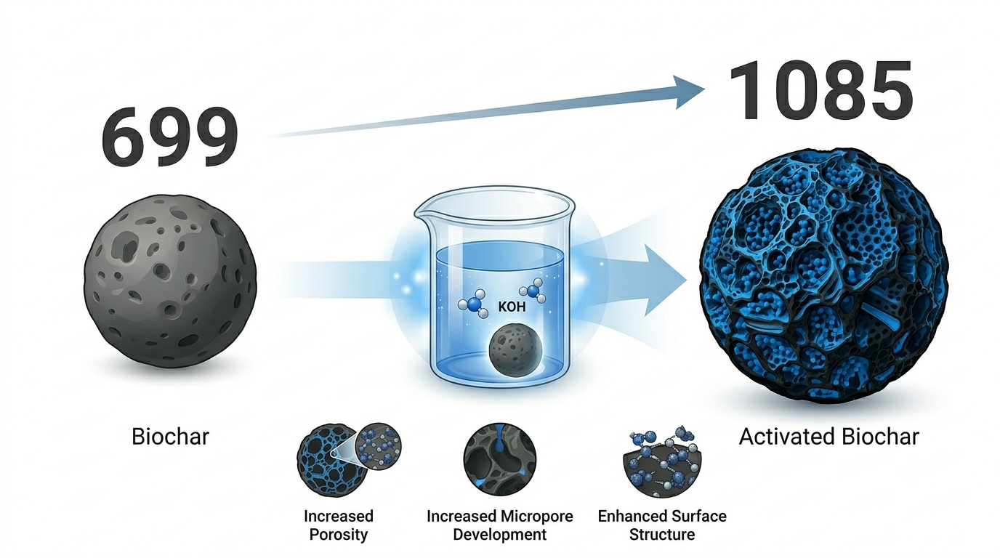 699
1085
KOH
Biochar
Activated Biochar
Increased
Porosity
Increased Micropore
Development
Enhanced Surface
Structure